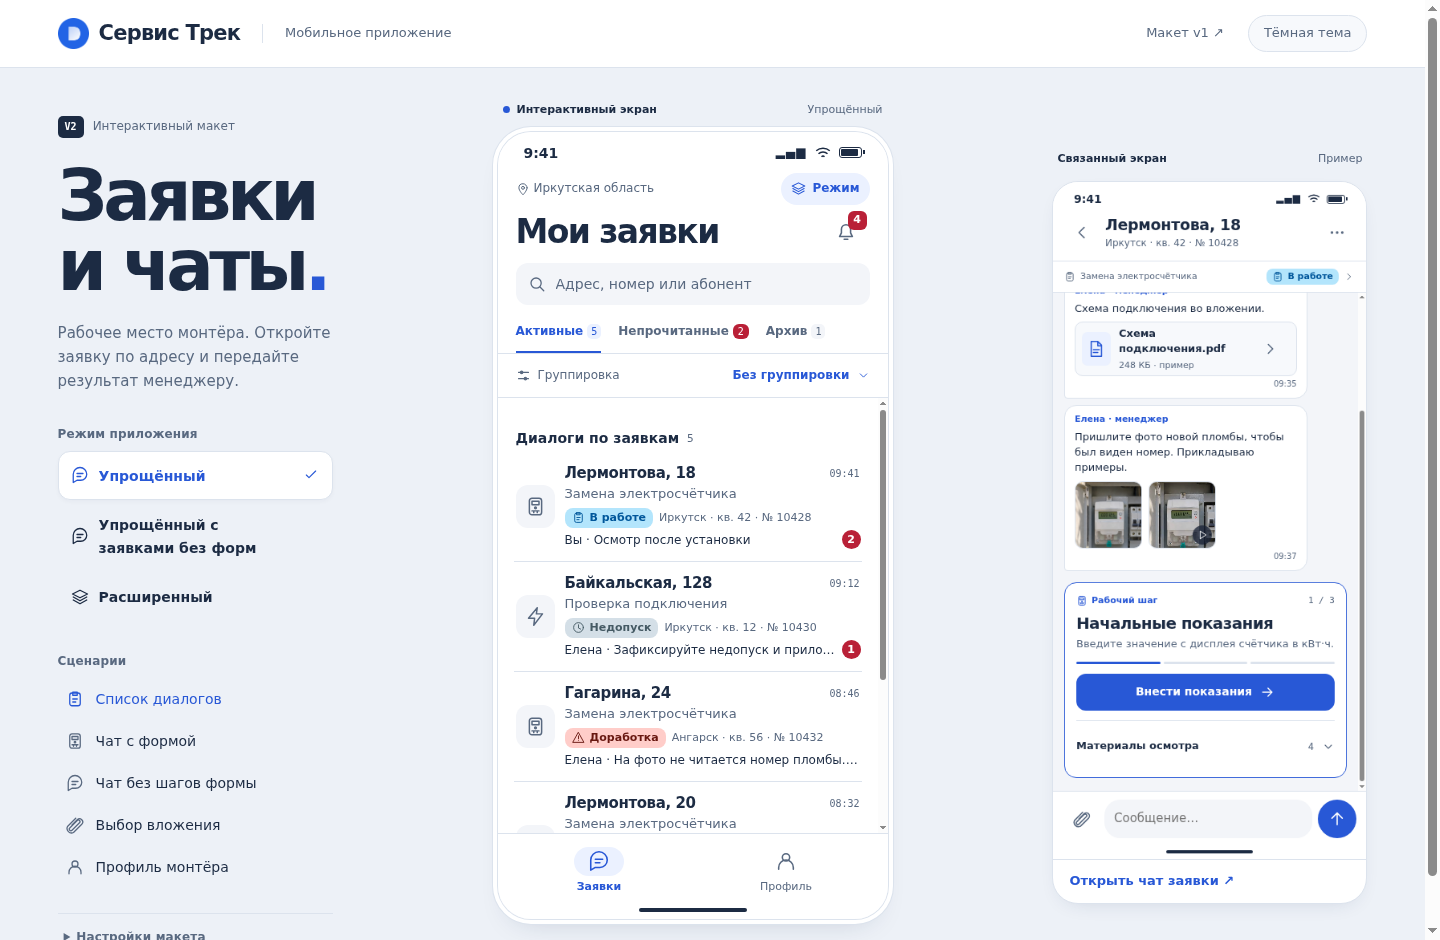 Сервис Трек
Мобильное приложение
Макет v1 ↗
Тёмная тема
V2
Интерактивный макет
Заявки
и чаты.
Рабочее место монтёра. Откройте
заявку по адресу и передайте
результат менеджеру.
Режим приложения
Упрощённый
Упрощённый с
заявками без форм
Расширенный
Сценарии
Список диалогов
Чат с формой
Чат без шагов формы
Выбор вложения
Профиль монтёра
Настройки макета
Интерактивный экран
Упрощённый
9:41
Иркутская область
Режим
Мои заявки
4
Адрес, номер или абонент
Активные 5
Непрочитанные 2
Архив 1
Группировка
Без группировки
Диалоги по заявкам 5
Лермонтова, 18
09:41
Замена электросчётчика
В работе
Иркутск · кв. 42 · № 10428
Вы · Осмотр после установки
2
Байкальская, 128
09:12
Проверка подключения
Недопуск
Иркутск · кв. 12 · № 10430
Елена · Зафиксируйте недопуск и прило...
1
Гагарина, 24
08:46
Замена электросчётчика
Доработка
Ангарск · кв. 56 · № 10432
Елена · На фото не читается номер пломбы....
Лермонтова, 20
08:32
Замена электросчётчика
Заявки
Профиль
Связанный экран
Пример
9:41
Лермонтова, 18
Иркутск · кв. 42 · № 10428
Замена электросчётчика
В работе
Елена · менеджер
Схема подключения во вложении.
Схема
подключения.pdf
248 КБ · пример
09:35
Елена · менеджер
Пришлите фото новой пломбы, чтобы
был виден номер. Прикладываю
примеры.
09:37
Рабочий шаг
1 / 3
Начальные показания
Введите значение с дисплея счётчика в кВт·ч.
Внести показания
Материалы осмотра
4
Сообщение...
Открыть чат заявки ↗